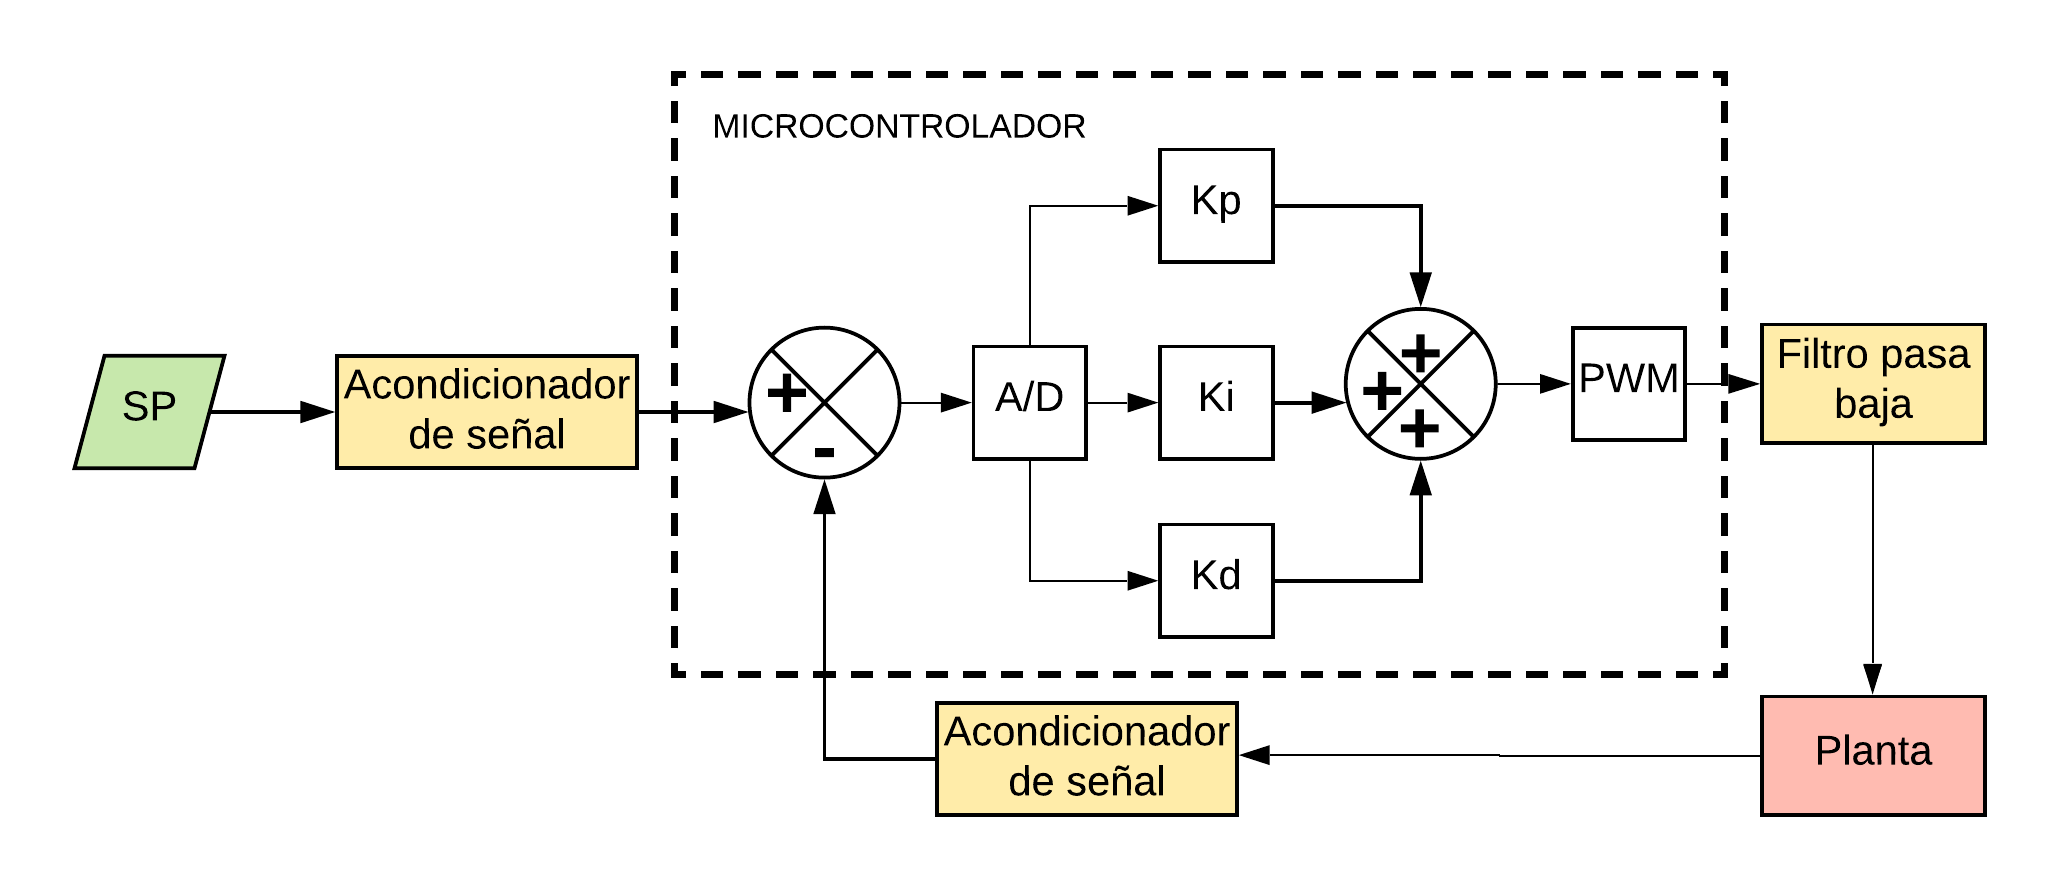 MICROCONTROLADOR
SP
Acondicionador
de señal
+
-
A/D
Kp
Ki
Kd
+
+
+
PWM
Filtro pasa
baja
Planta
Acondicionador
de señal